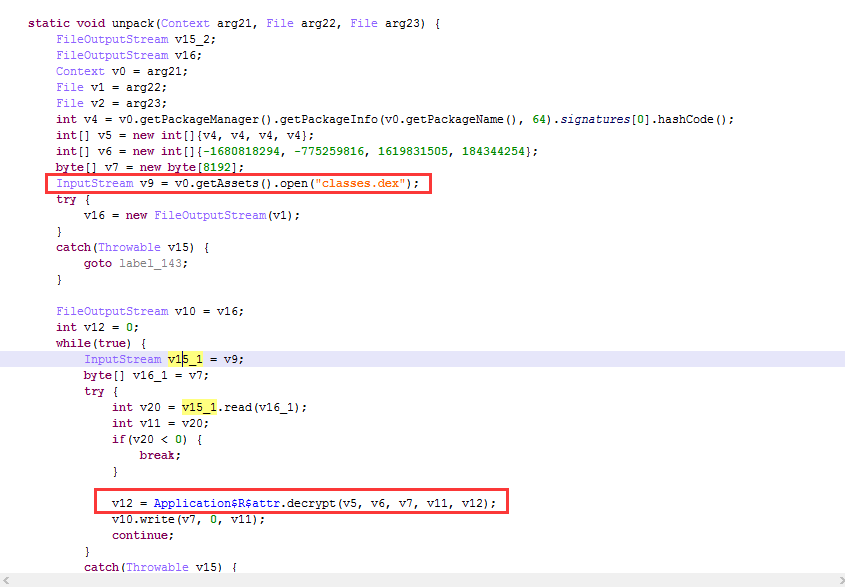 static void unpack(Context arg21, File arg22, File arg23) {
FileOutputStream v15_2;
FileOutputStream v16;
Context v0 = arg21;
File v1 = arg22;
File v2 = arg23;
int v4 = v0.getPackageManager().getPackageInfo(v0.getPackageName(), 64).signatures[0].hashCode();
int[] v5 = new int[]{v4, v4, v4, v4};
int[] v6 = new int[]{-1680818294, -775259816, 1619831505, 184344254};
byte[] v7 = new byte[8192];
InputStream v9 = v0.getAssets().open("classes.dex");
try {
v16 = new FileOutputStream(v1);
}
catch(Throwable v15) {
goto label_143;
}
FileOutputStream v10 = v16;
int v12 = 0;
while(true) {
InputStream v15_1 = v9;
byte[] v16_1 = v7;
try {
int v20 = v15_1.read(v16_1);
int v11 = v20;
if(v20 < 0) {
break;
}
v12 = Application$R$attr.decrypt(v5, v6, v7, v11, v12);
v10.write(v7, 0, v11);
continue;
}
catch(Throwable v15) {